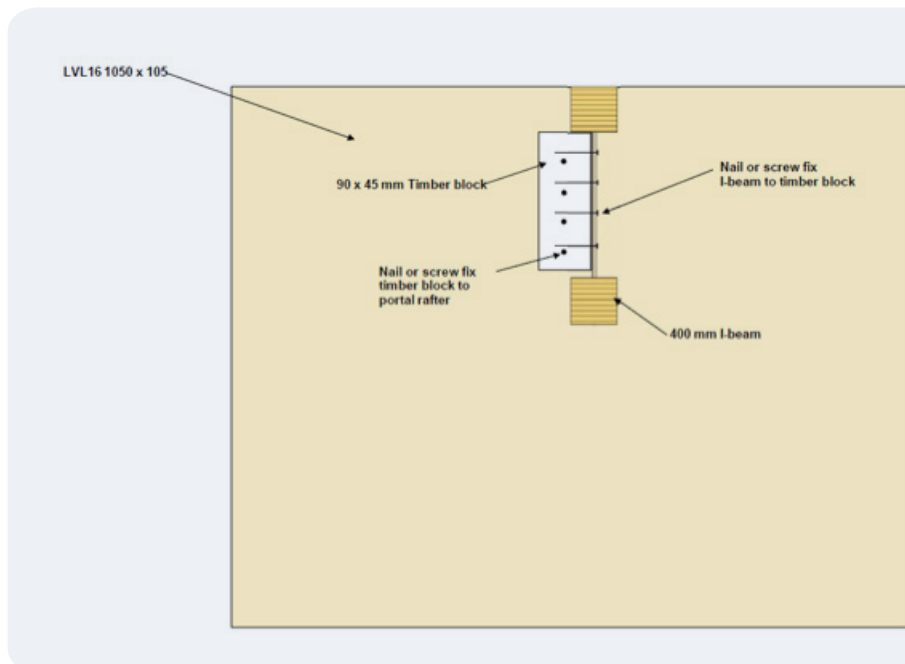 LVL16 1050 x 105
90 x 45 mm Timber block
Nail or screw fix
I-beam to timber block
Nail or screw fix
timber block to
portal rafter
400 mm I-beam